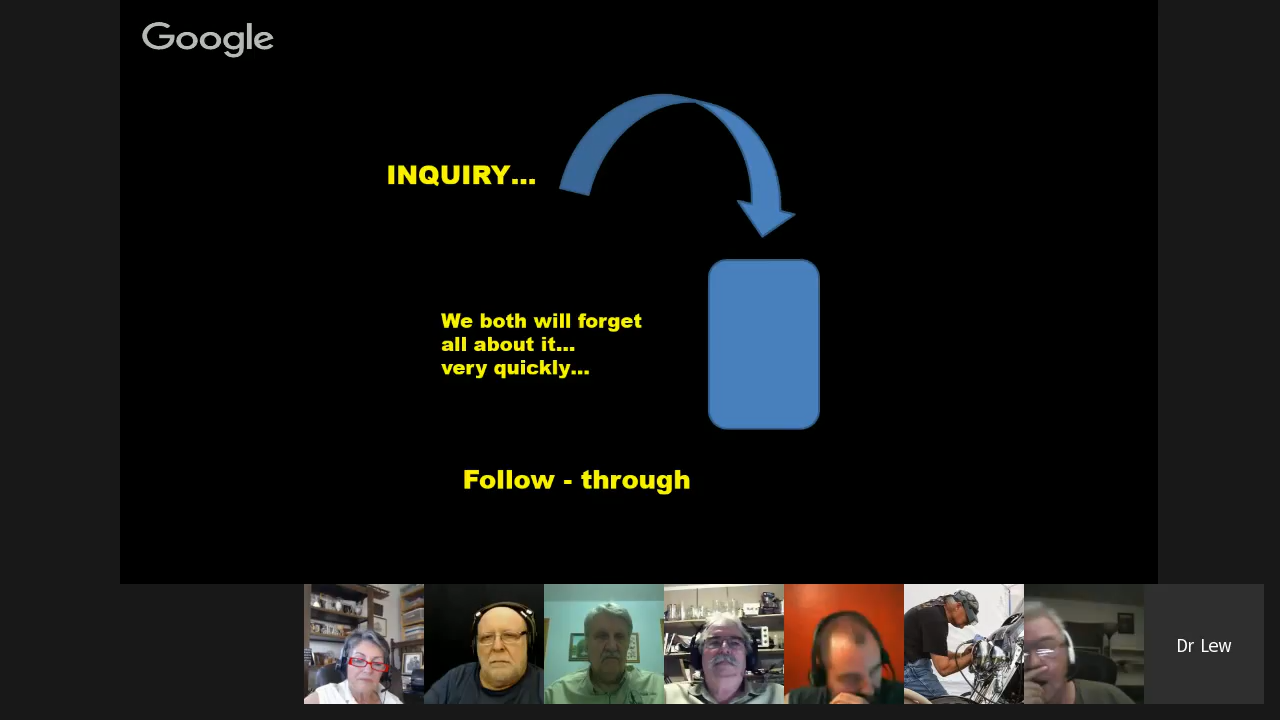 Google
INQUIRY...
We both will forget
all about it...
very quickly...
Follow - through
Dr Lew